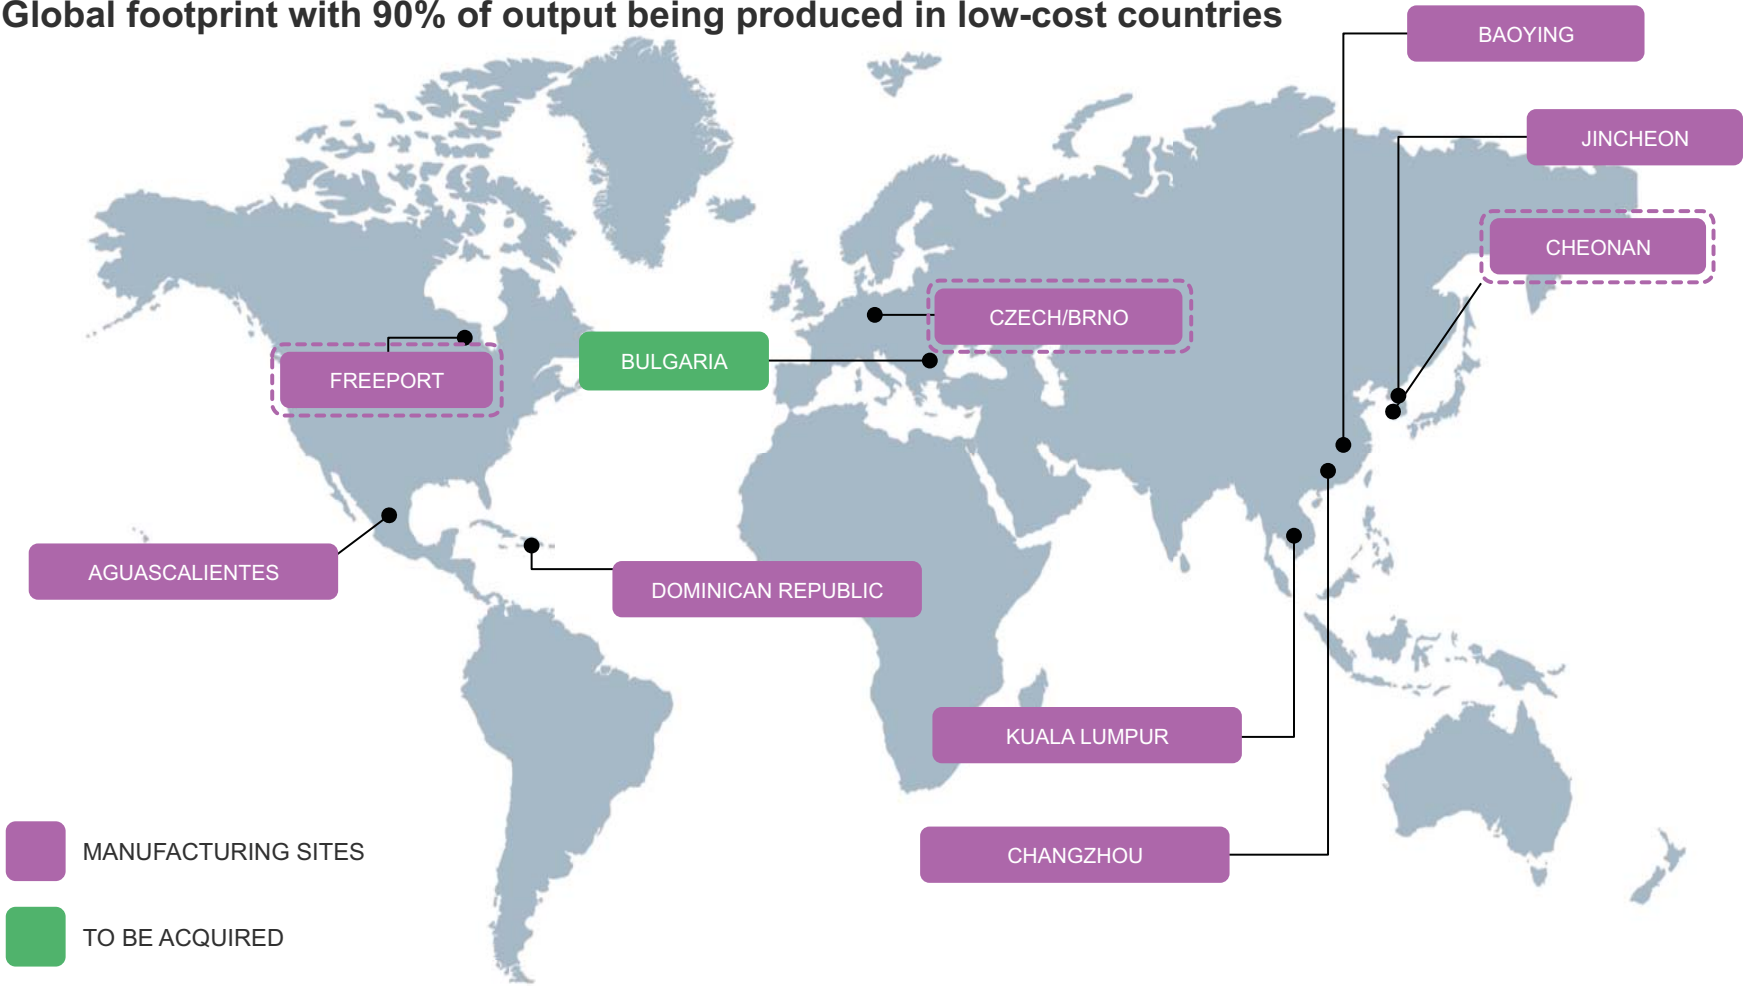 Global footprint with 90% of output being produced in low-cost countries
BAOYING
JINCHEON
CHEONAN
CZECH/BRNO
BULGARIA
FREEPORT
AGUASCALIENTES
DOMINICAN REPUBLIC
KUALA LUMPUR
CHANGZHOU
MANUFACTURING SITES
TO BE ACQUIRED